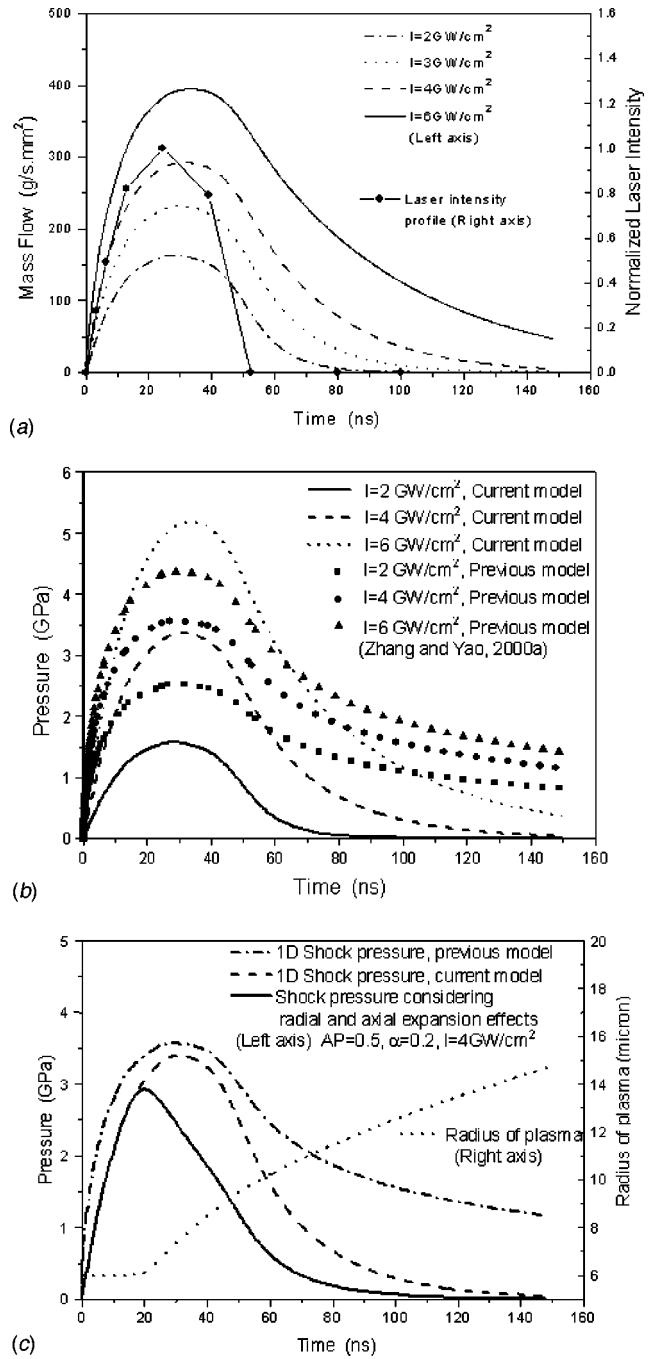 500
400
300
200
100
0
Mass Flow (g/s.mm²)
I=2GW/cm²
I=3GW/cm²
I=4GW/cm²
I=6GW/cm²
(Left axis)
Laser intensity
profile (Right axis)
1.6
1.4
1.2
1.0
0.8
0.6
0.4
0.2
0.0
Normalized Laser Intensity
0 20 40 60 80 100 120 140 160
Time (ns)
(a)
6
5
4
3
2
1
0
Pressure (GPa)
I=2 GW/cm², Current model
I=4 GW/cm², Current model
I=6 GW/cm², Current model
I=2 GW/cm², Previous model
I=4 GW/cm², Previous model
I=6 GW/cm², Previous model
(Zhang and Yao, 2000a)
0 20 40 60 80 100 120 140 160
Time (ns)
(b)
5
4
3
2
1
0
Pressure (GPa)
1D Shock pressure, previous model
1D Shock pressure, current model
Shock pressure considering
radial and axial expansion effects
(Left axis) AP=0.5, α=0.2, I=4GW/cm²
Radius of plasma
(Right axis)
20
18
16
14
12
10
8
6
Radius of plasma (micron)
0 20 40 60 80 100 120 140 160
Time (ns)
(c)